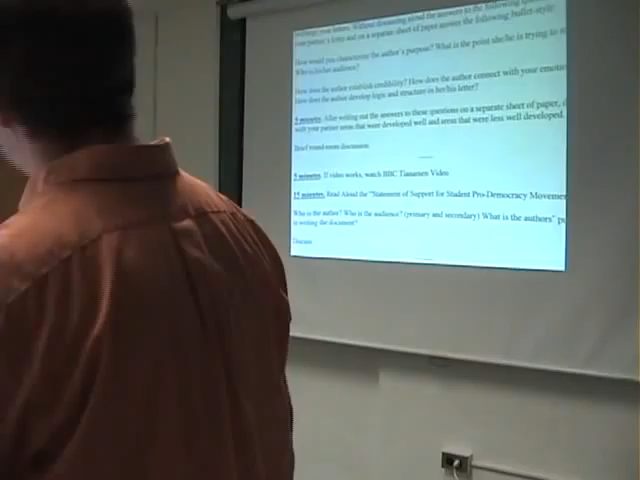 exchange your letters. Without discussing aloud the answers to the following
your partner's letter and on a separate sheet of paper answer the following bullet-style
How would you characterize the author's purpose? What is the point she/he is trying to
Who is his/her audience?
How does the author establish credibility? How does the author connect with your
How does the author develop logic and structure in her/his letter?
5 minutes. After writing out the answers to these questions on a separate sheet of paper,
with your partner areas that were developed well and areas that were less well developed.
Brief round room discussion
5 minutes. If video works, watch BBC Tiananen Video
15 minutes. Read Aloud the "Statement of Support for Student Pro-Democracy
Who is the author? Who is the audience? (primary and secondary) What is the authors'
in writing the document?
Discuss